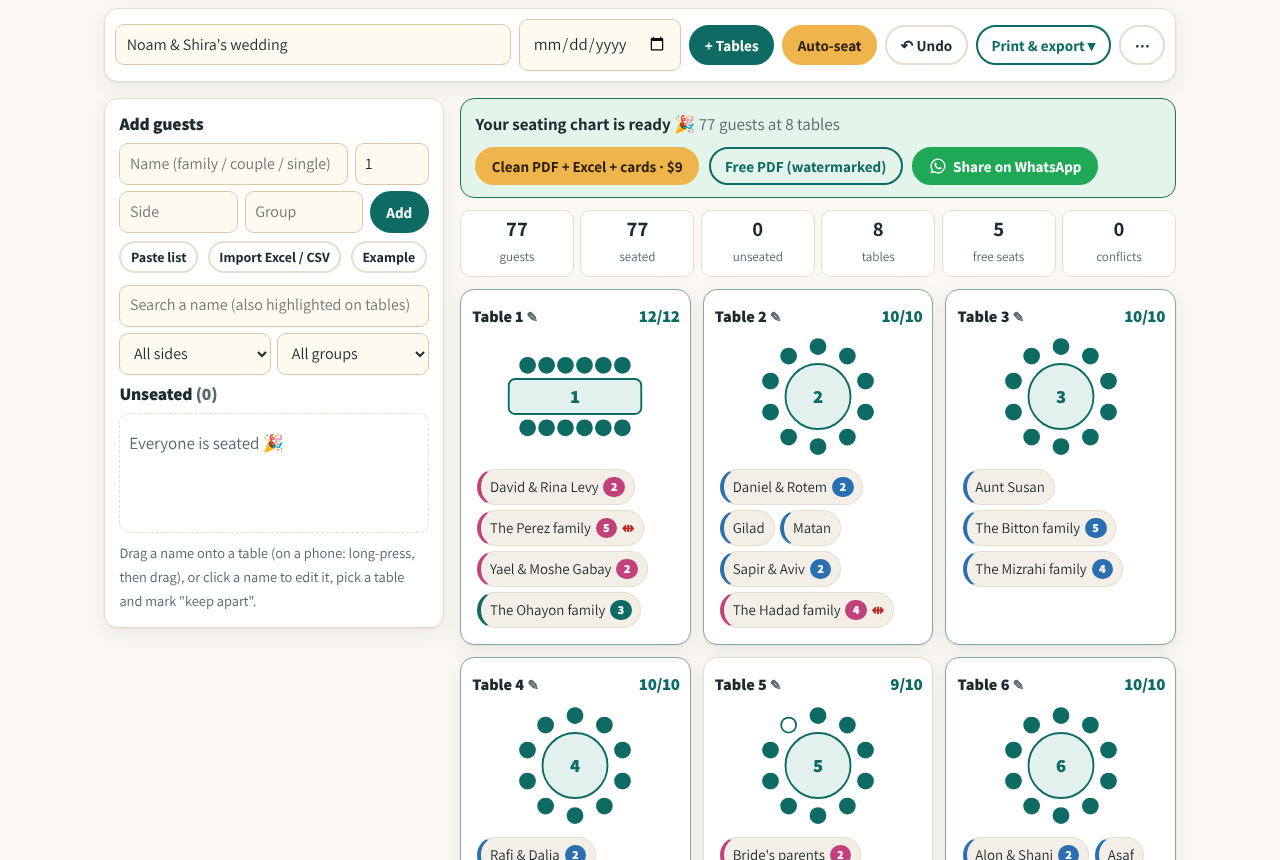 Noam & Shira's wedding
mm/dd/yyyy
+ Tables
Auto-seat
↶ Undo
Print & export ▾
⋯
Add guests
Name (family / couple / single)
1
Side
Group
Add
Paste list
Import Excel / CSV
Example
Search a name (also highlighted on tables)
All sides
All groups
Unseated (0)
Everyone is seated 🎉
Drag a name onto a table (on a phone: long-press,
then drag), or click a name to edit it, pick a table
and mark "keep apart".
Your seating chart is ready 🎉 77 guests at 8 tables
Clean PDF + Excel + cards · $9
Free PDF (watermarked)
Share on WhatsApp
77
guests
77
seated
0
unseated
8
tables
5
free seats
0
conflicts
Table 1 ✎ 12/12
1
David & Rina Levy 2
The Perez family 5
Yael & Moshe Gabay 2
The Ohayon family 3
Table 2 ✎ 10/10
2
Daniel & Rotem 2
Gilad
Matan
Sapir & Aviv 2
The Hadad family 4
Table 3 ✎ 10/10
3
Aunt Susan
The Bitton family 5
The Mizrahi family 4
Table 4 ✎ 10/10
4
Rafi & Dalia 2
Table 5 ✎ 9/10
5
Bride's parents 2
Table 6 ✎ 10/10
6
Alon & Shani 2
Asaf